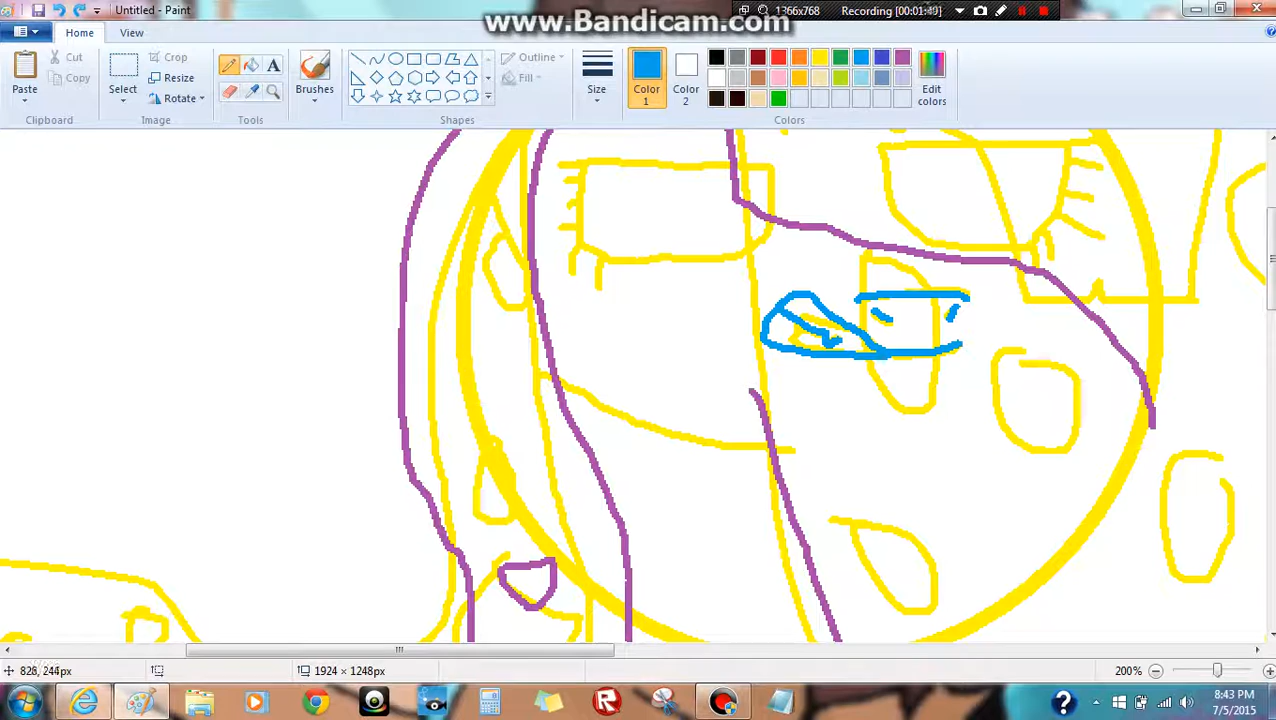 Untitled - Paint
www.Bandicam.com
1366x768 Recording [00:01:49]
Home View
Paste
Cut
Copy
Clipboard
Select
Crop
Resize
Rotate
Image
Tools
Brushes
Outline
Fill
Shapes
Size
Color 1
Color 2
Edit colors
Colors
828, 244px
1924 × 1248px
200%
8:43 PM
7/5/2015